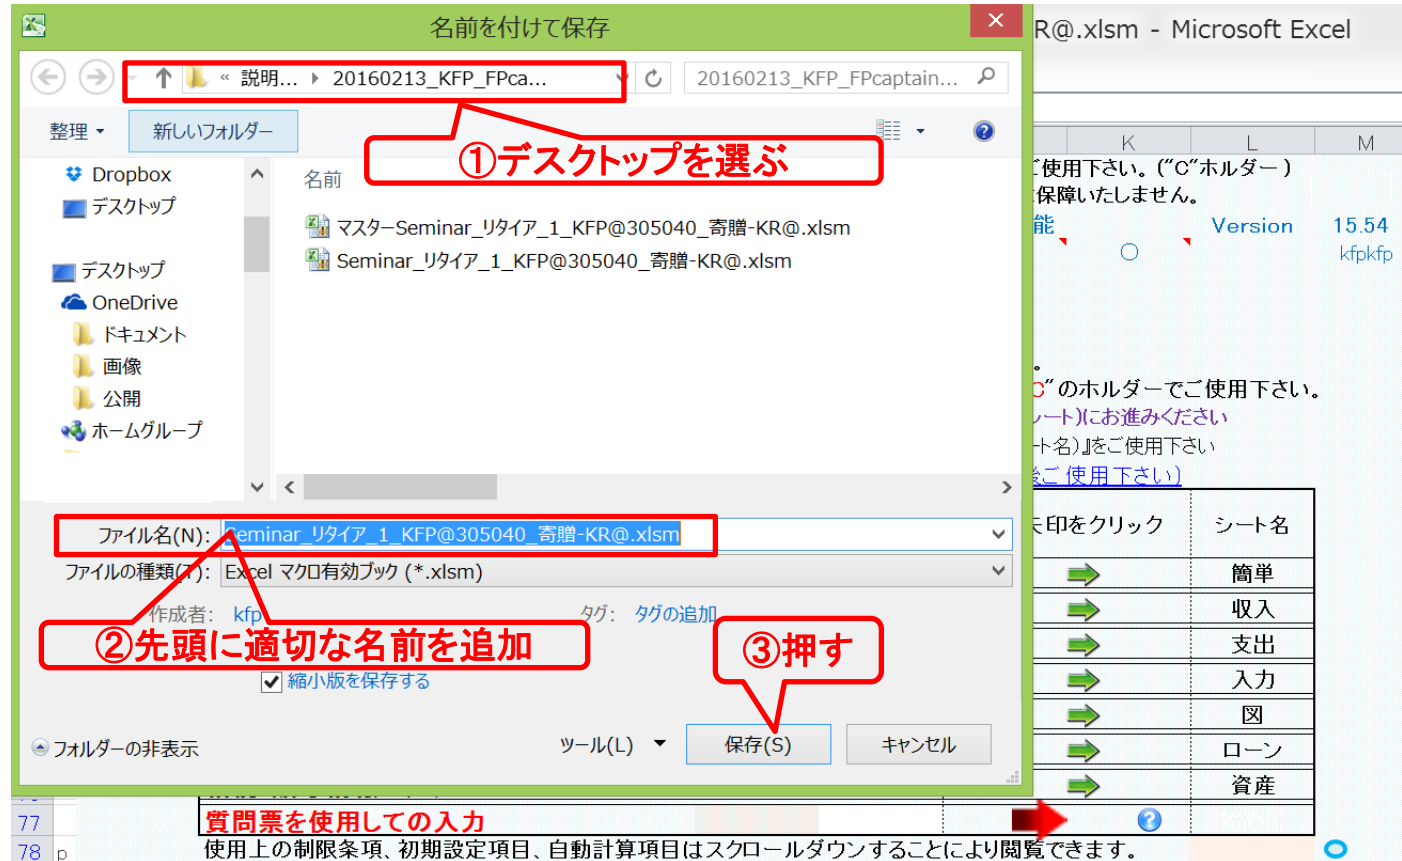 名前を付けて保存
KR@.xlsm - Microsoft Excel
« 説明... 20160213_KFP_FPca...
20160213_KFP_FPcaptain...
整理
新しいフォルダー
①デスクトップを選ぶ
Dropbox
デスクトップ
デスクトップ
OneDrive
ドキュメント
画像
公開
ホームグループ
名前
マスターSeminar_リタイア_1_KFP@305040_寄贈-KR@.xlsm
Seminar_リタイア_1_KFP@305040_寄贈-KR@.xlsm
ファイル名(N): Seminar_リタイア_1_KFP@305040_寄贈-KR@.xlsm
ファイルの種類(T): Excel マクロ有効ブック (*.xlsm)
作成者: kfp
タグ: タグの追加
②先頭に適切な名前を追加
③押す
縮小版を保存する
フォルダーの非表示
ツール(L)
保存(S)
キャンセル
K L M
ご使用下さい。("C"ホルダー)
保障いたしません。
能 Version 15.54
○ kfpkfp
。
C"のホルダーでご使用下さい。
ート)にお進みください
ート名)』をご使用下さい
後ご使用下さい)
矢印をクリック シート名
簡単
収入
支出
入力
図
ローン
資産
77 質問票を使用しての入力
78 p 使用上の制限条項、初期設定項目、自動計算項目はスクロールダウンすることにより閲覧できます。